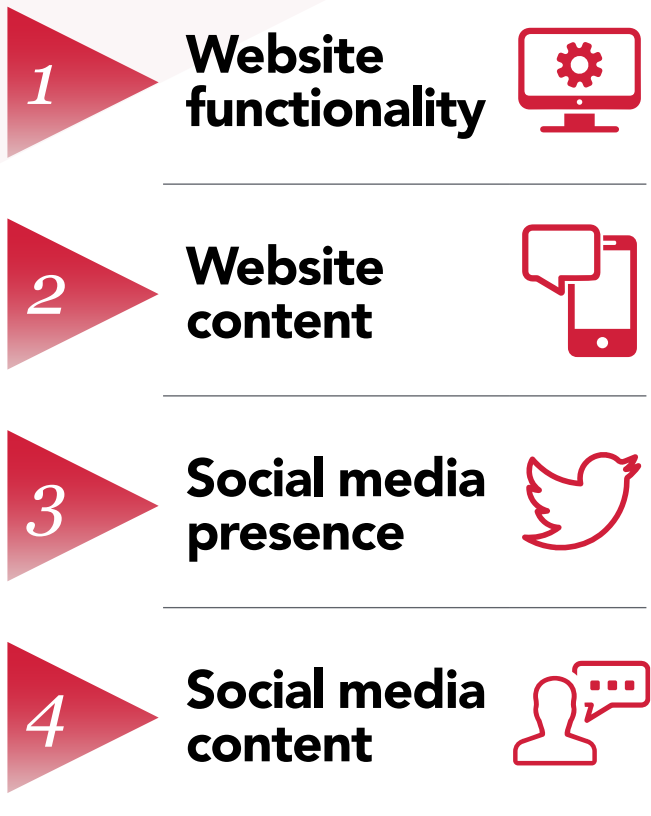 1
Website
functionality
2
Website
content
3
Social media
presence
4
Social media
content